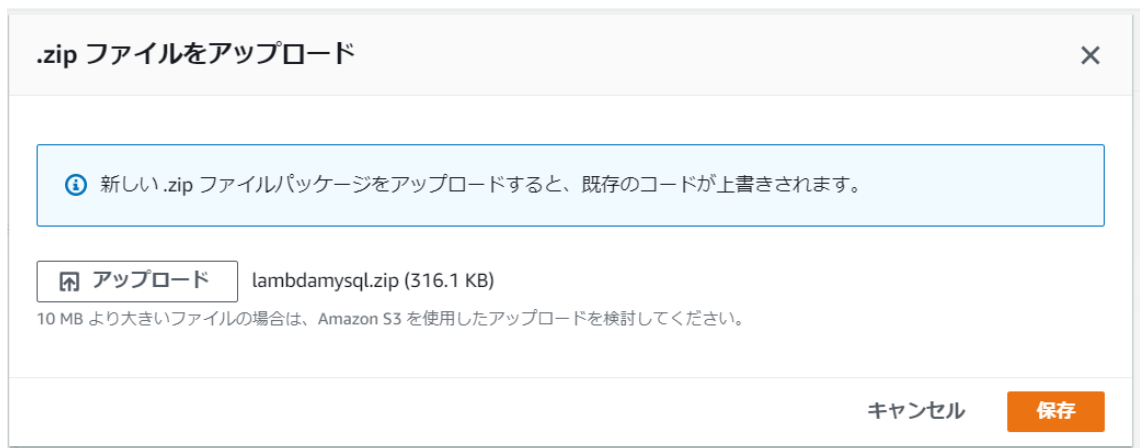 .zip ファイルをアップロード
新しい .zip ファイルパッケージをアップロードすると、既存のコードが上書きされます。
アップロード lambdamysql.zip (316.1 KB)
10 MB より大きいファイルの場合は、Amazon S3 を使用したアップロードを検討してください。
キャンセル 保存